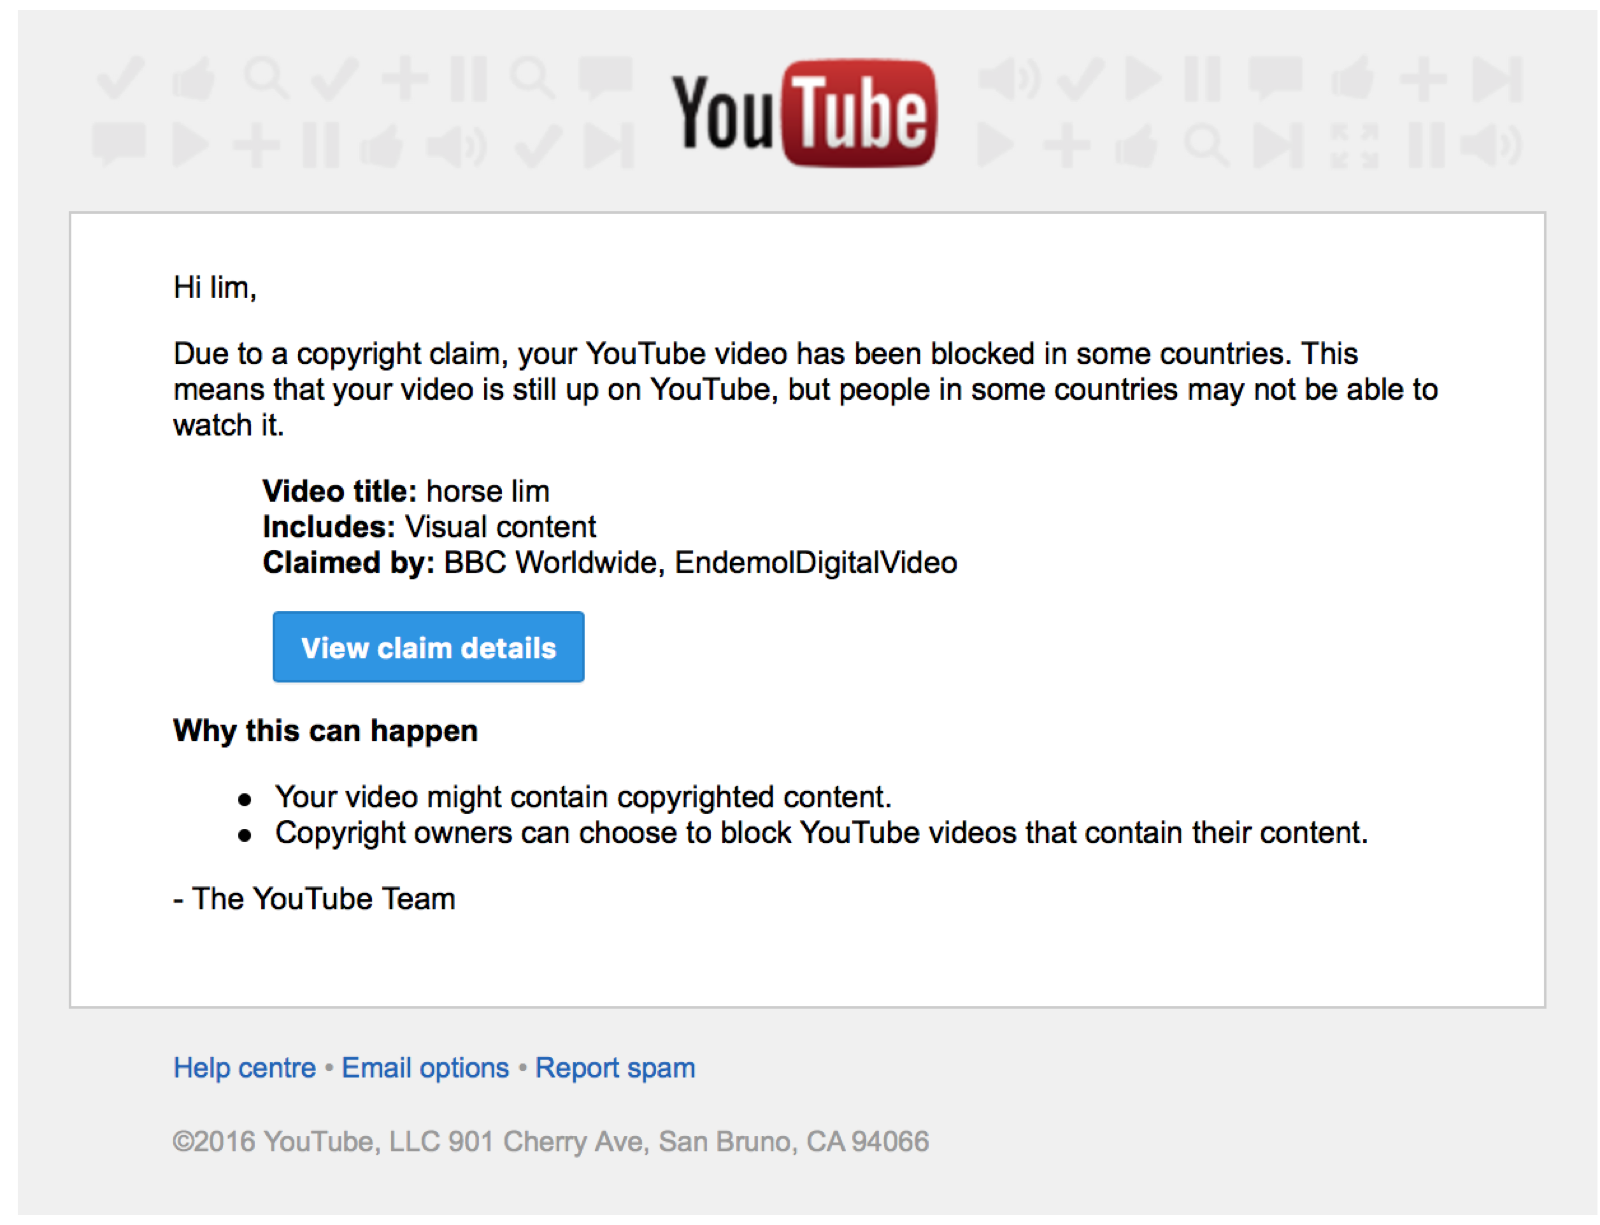 YouTube
Hi lim,
Due to a copyright claim, your YouTube video has been blocked in some countries. This
means that your video is still up on YouTube, but people in some countries may not be able to
watch it.
Video title: horse lim
Includes: Visual content
Claimed by: BBC Worldwide, EndemolDigitalVideo
View claim details
Why this can happen
● Your video might contain copyrighted content.
● Copyright owners can choose to block YouTube videos that contain their content.
- The YouTube Team
Help centre • Email options • Report spam
©2016 YouTube, LLC 901 Cherry Ave, San Bruno, CA 94066